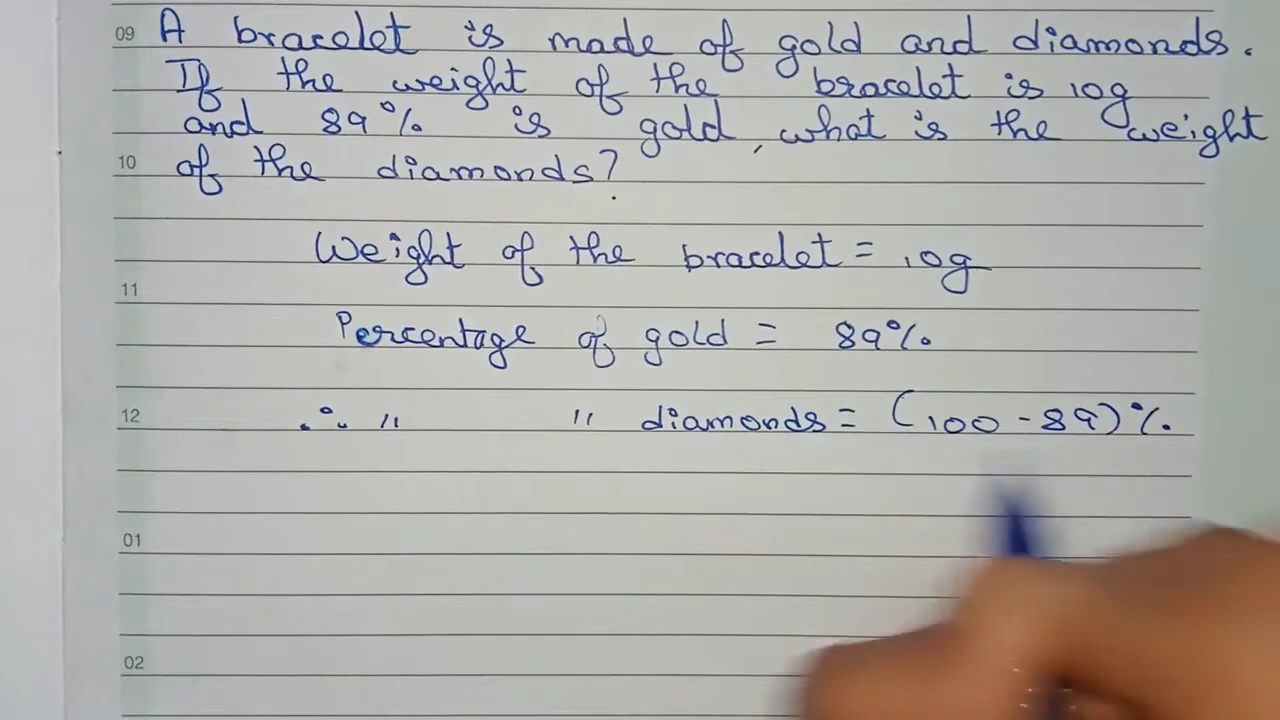 09 A bracelet is made of gold and diamonds.
If the weight of the bracelet is 10g
and 89% is gold, what is the weight
10 of the diamonds?
Weight of the bracelet = 10g
11
Percentage of gold = 89%
12 ∴ " " diamonds = (100-89)%
01
02